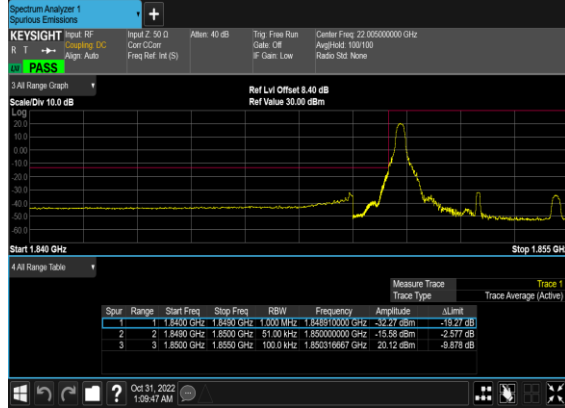 Spectrum Analyzer 1
Spurious Emissions
+
KEYSIGHT
R T
PASS
Input: RF
Coupling: DC
Align: Auto
Input Z: 50 Ω
Corr CCorr
Freq Ref: Int (S)
Atten: 40 dB
Trig: Free Run
Gate: Off
IF Gain: Low
Center Freq: 22.005000000 GHz
Avg|Hold: 100/100
Radio Std: None
3 All Range Graph
Ref Lvl Offset 8.40 dB
Scale/Div 10.0 dB
Ref Value 30.00 dBm
Log
20.0
10.0
0.00
-10.0
-20.0
-30.0
-40.0
-50.0
-60.0
Start 1.840 GHz
Stop 1.855 GH
4 All Range Table
Measure Trace Trace 1
Trace Type Trace Average (Active)
Spur Range Start Freq Stop Freq RBW Frequency Amplitude ΔLimit
1 1 1.8400 GHz 1.8490 GHz 1.000 MHz 1.848910000 GHz -32.27 dBm -19.27 dB
2 2 1.8490 GHz 1.8500 GHz 51.00 kHz 1.850000000 GHz -15.58 dBm -2.577 dB
3 3 1.8500 GHz 1.8550 GHz 100.0 kHz 1.850316667 GHz 20.12 dBm -9.878 dB
?
Oct 31, 2022
1:09:47 AM